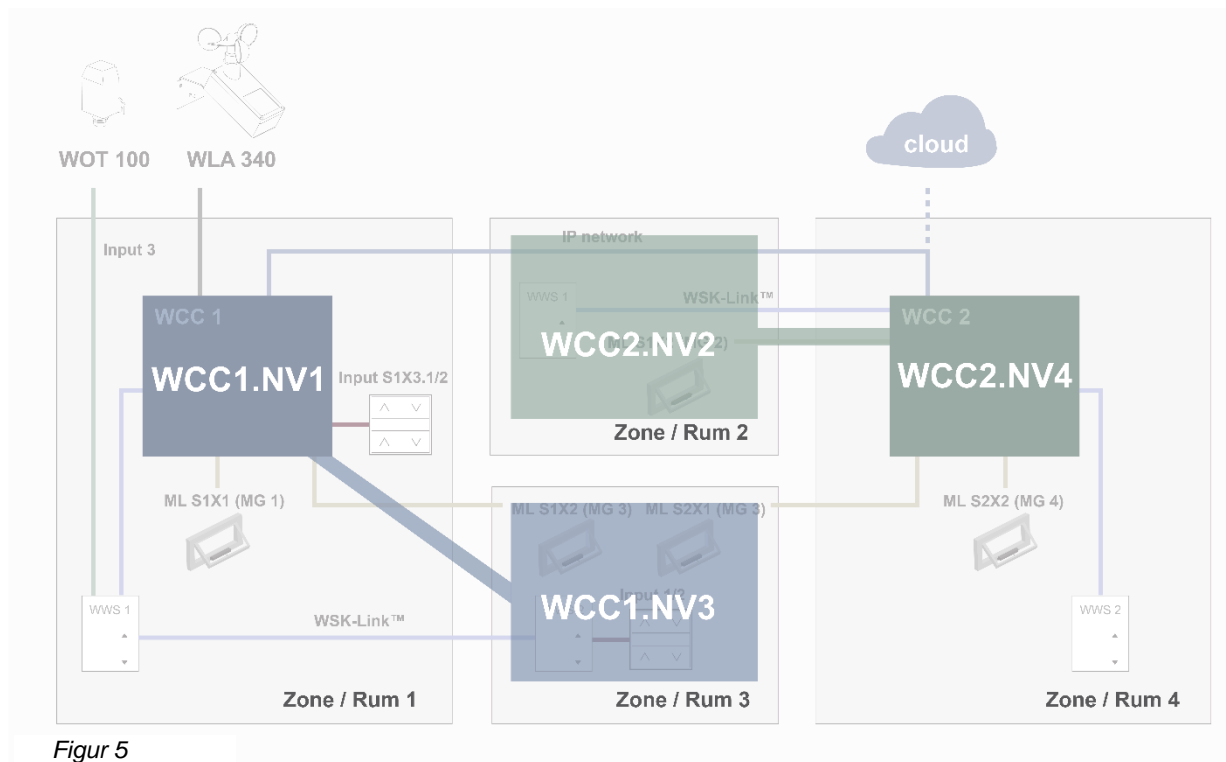 WOT 100
WLA 340
cloud
Input 3
IP network
WCC 1
WWS 1
WSK-Link™
WCC 2
WCC1.NV1
Input S1X3.1/2
WCC2.NV2
WCC2.NV4
Zone / Rum 2
ML S1X1 (MG 1)
ML S1X2 (MG 3)
ML S2X1 (MG 3)
ML S2X2 (MG 4)
WWS 1
WSK-Link™
WCC1.NV3
WWS 2
Zone / Rum 1
Zone / Rum 3
Zone / Rum 4
Figur 5